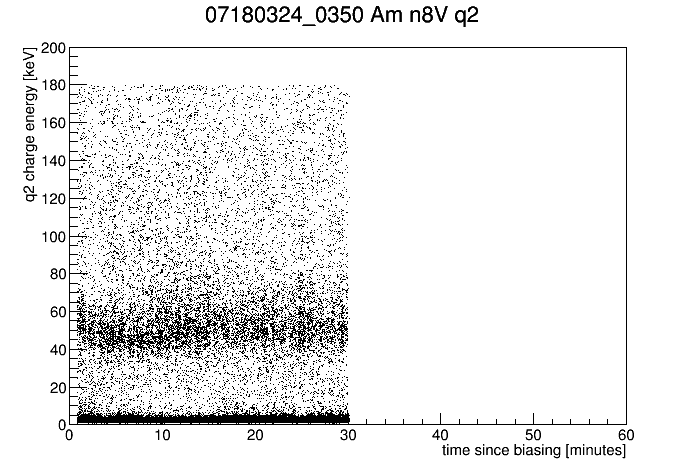 07180324_0350 Am n8V q2
q2 charge energy [keV]
200
180
160
140
120
100
80
60
40
20
0
0 10 20 30 40 50 60
time since biasing [minutes]